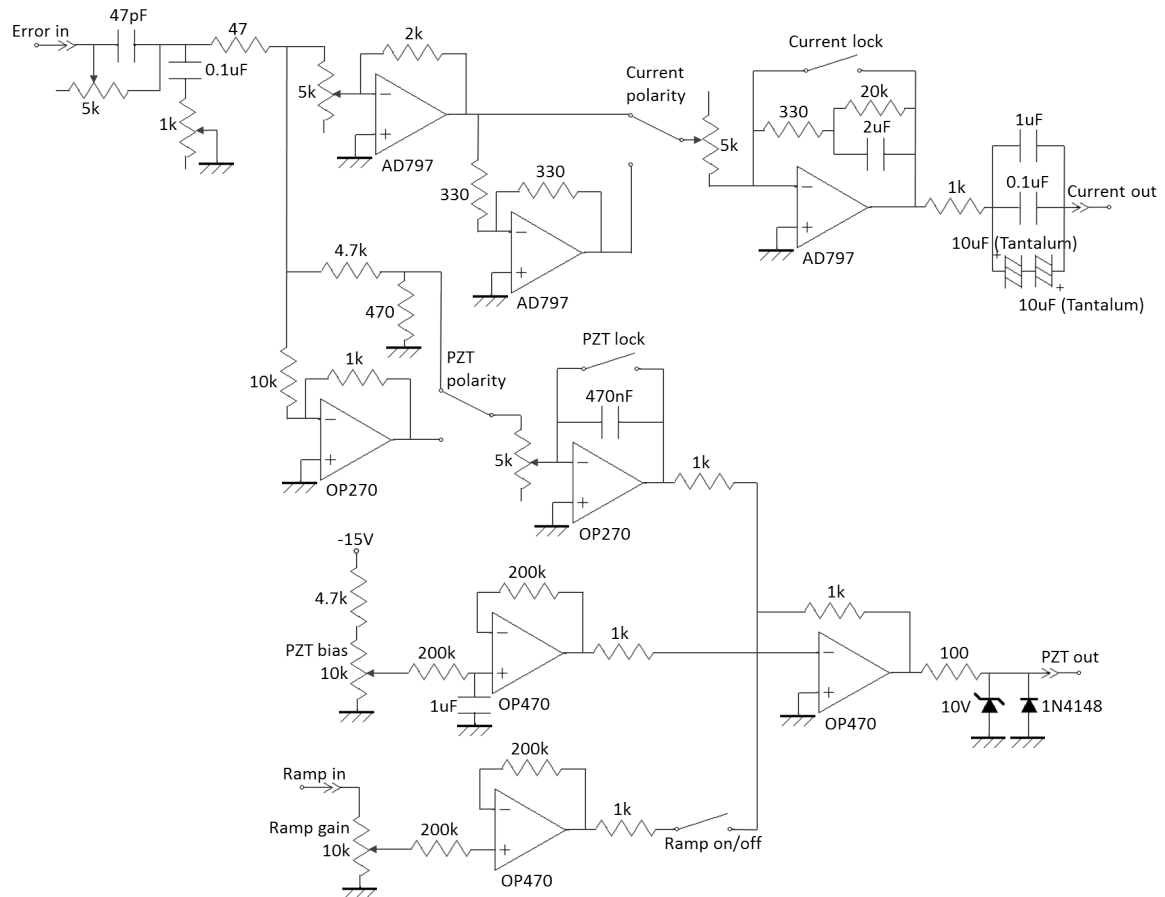 Error in
47pF
47
0.1uF
5k
1k
5k
2k
AD797
330
330
AD797
Current
polarity
5k
Current lock
330
20k
2uF
AD797
1k
1uF
0.1uF
Current out
10uF (Tantalum)
+
10uF (Tantalum)
+
4.7k
470
10k
1k
OP270
PZT
polarity
5k
PZT lock
470nF
OP270
1k
-15V
4.7k
PZT bias
10k
200k
1uF
200k
OP470
1k
1k
OP470
100
PZT out
10V
1N4148
Ramp in
Ramp gain
10k
200k
200k
OP470
1k
Ramp on/off